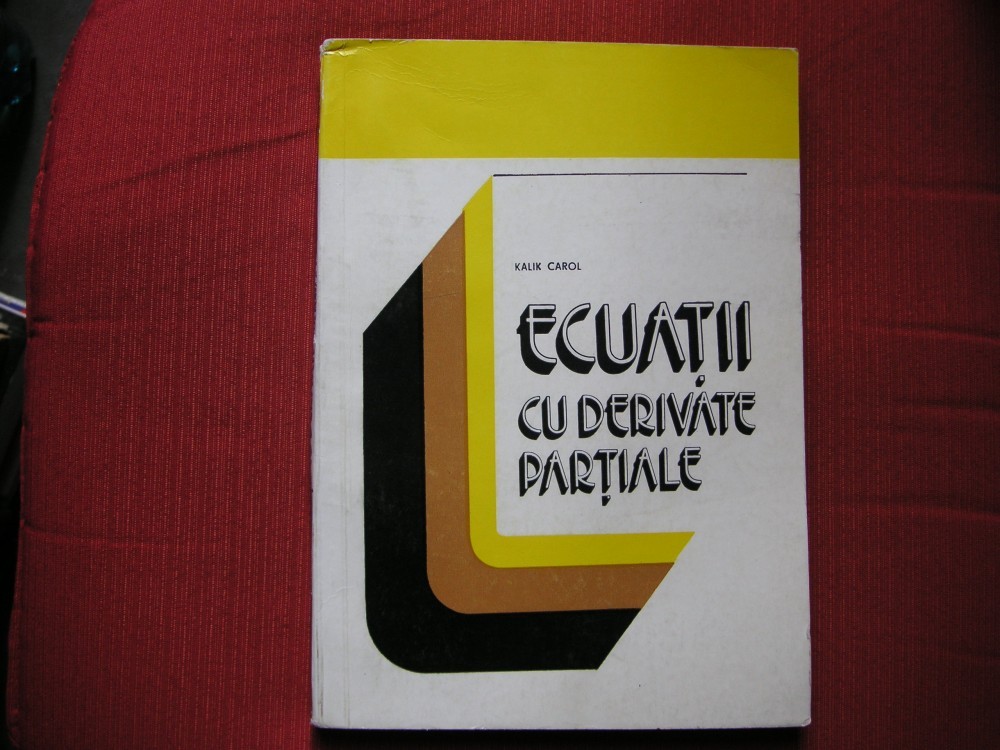 KALIK CAROL
ECUAȚII
CU DERIVATE
PARȚIALE